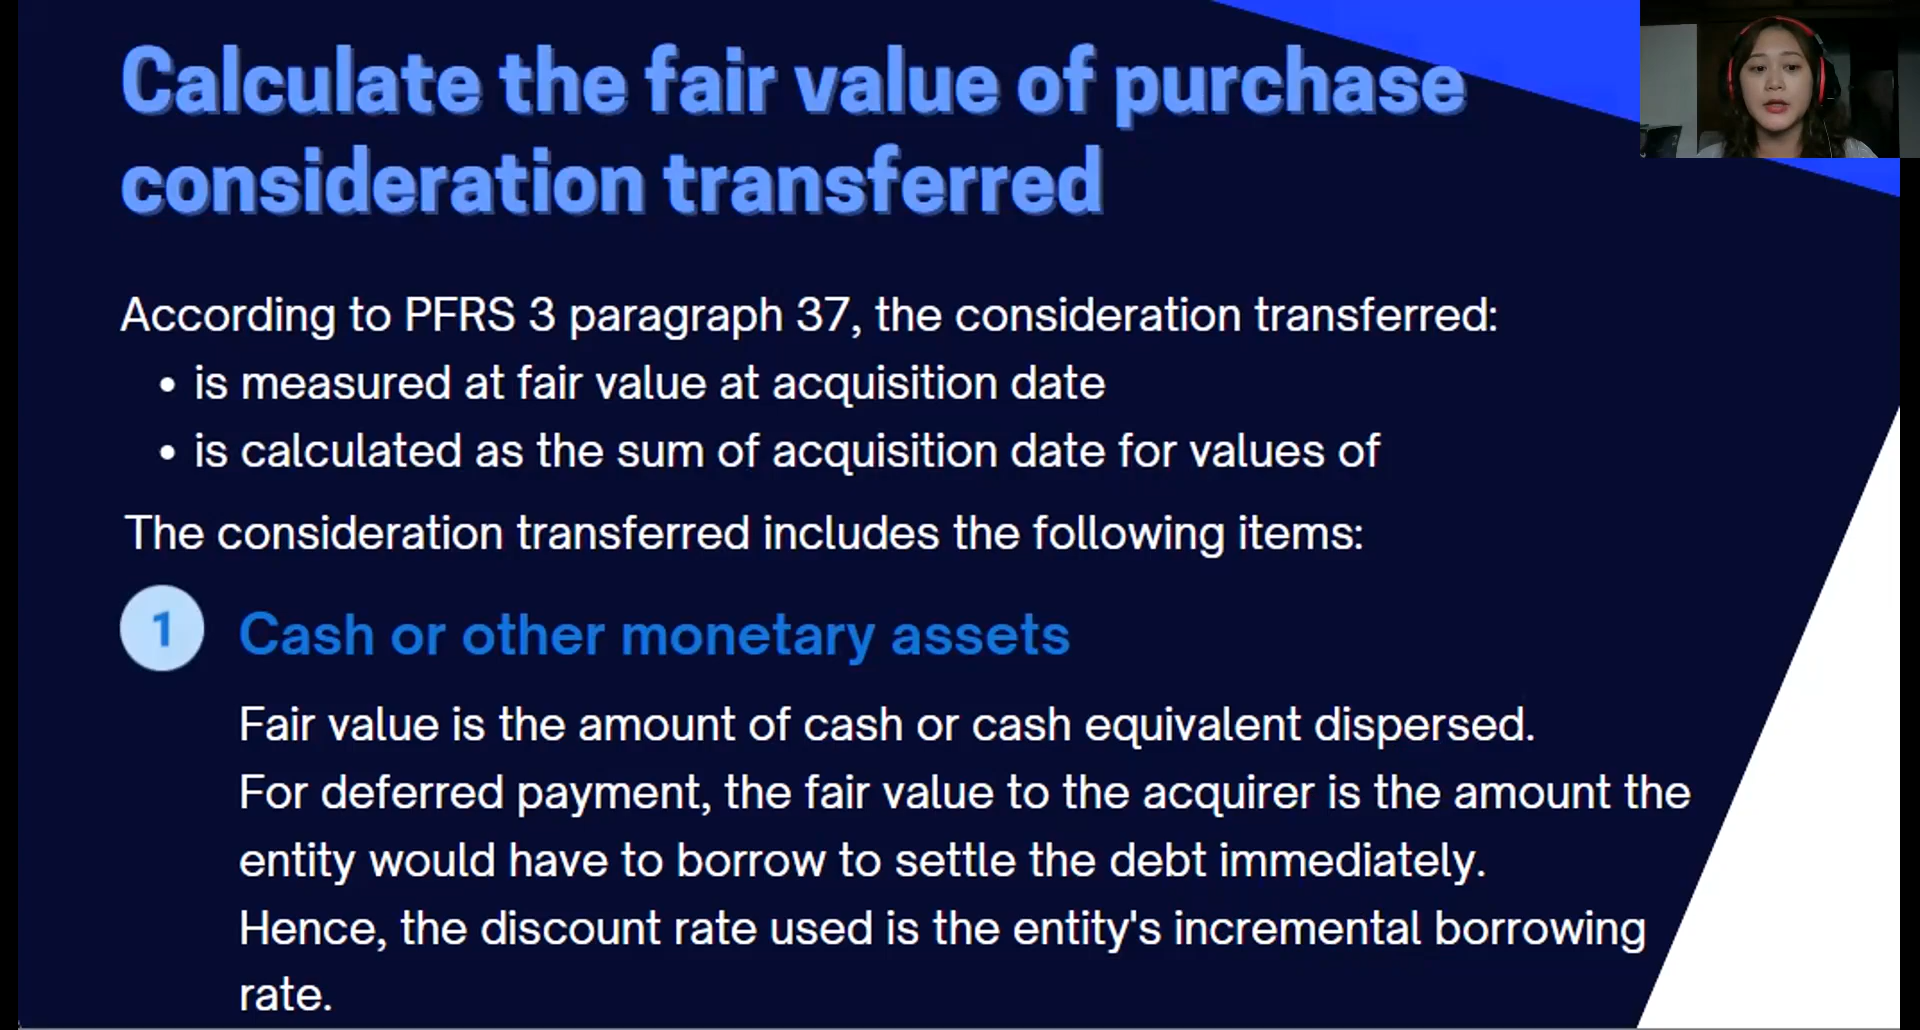 Calculate the fair value of purchase
consideration transferred
According to PFRS 3 paragraph 37, the consideration transferred:
• is measured at fair value at acquisition date
• is calculated as the sum of acquisition date for values of
The consideration transferred includes the following items:
1 Cash or other monetary assets
Fair value is the amount of cash or cash equivalent dispersed.
For deferred payment, the fair value to the acquirer is the amount the
entity would have to borrow to settle the debt immediately.
Hence, the discount rate used is the entity's incremental borrowing
rate.